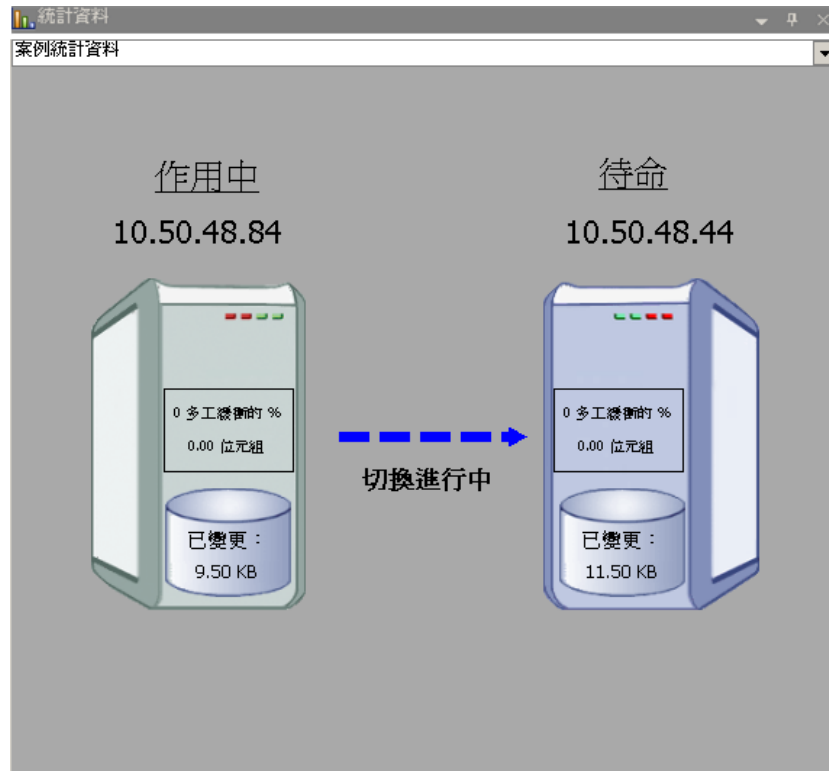 統計資料
案例統計資料
作用中
待命
10.50.48.84
10.50.48.44
0 多工緩衝的 %
0.00 位元組
0 多工緩衝的 %
0.00 位元組
切換進行中
已變更：
9.50 KB
已變更：
11.50 KB